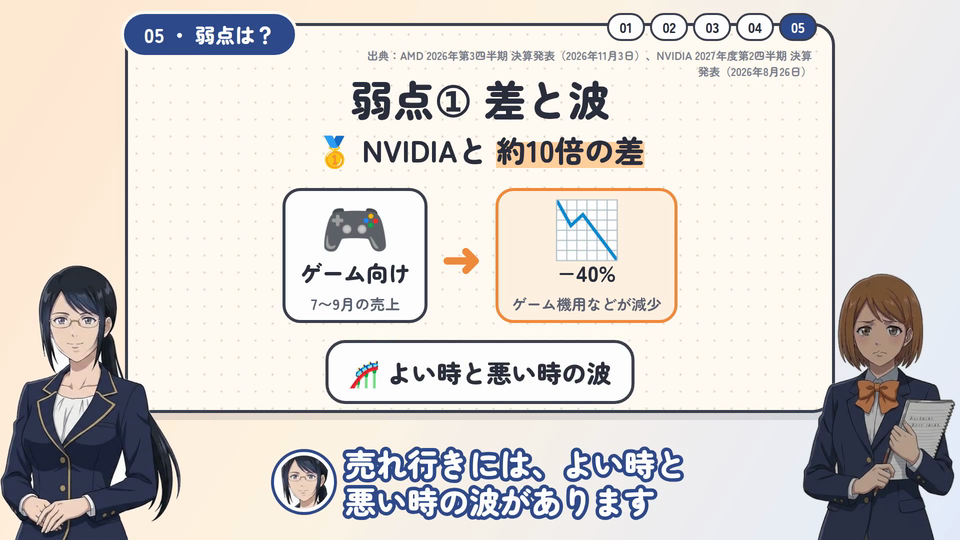 05 ・ 弱点は？
01 02 03 04 05
出典：AMD 2026年第3四半期 決算発表（2026年11月3日）、NVIDIA 2027年度第2四半期 決算
発表（2026年8月26日）
弱点① 差と波
NVIDIAと 約10倍の差
ゲーム向け
7〜9月の売上
−40%
ゲーム機用などが減少
よい時と悪い時の波
売れ行きには、よい時と
悪い時の波があります